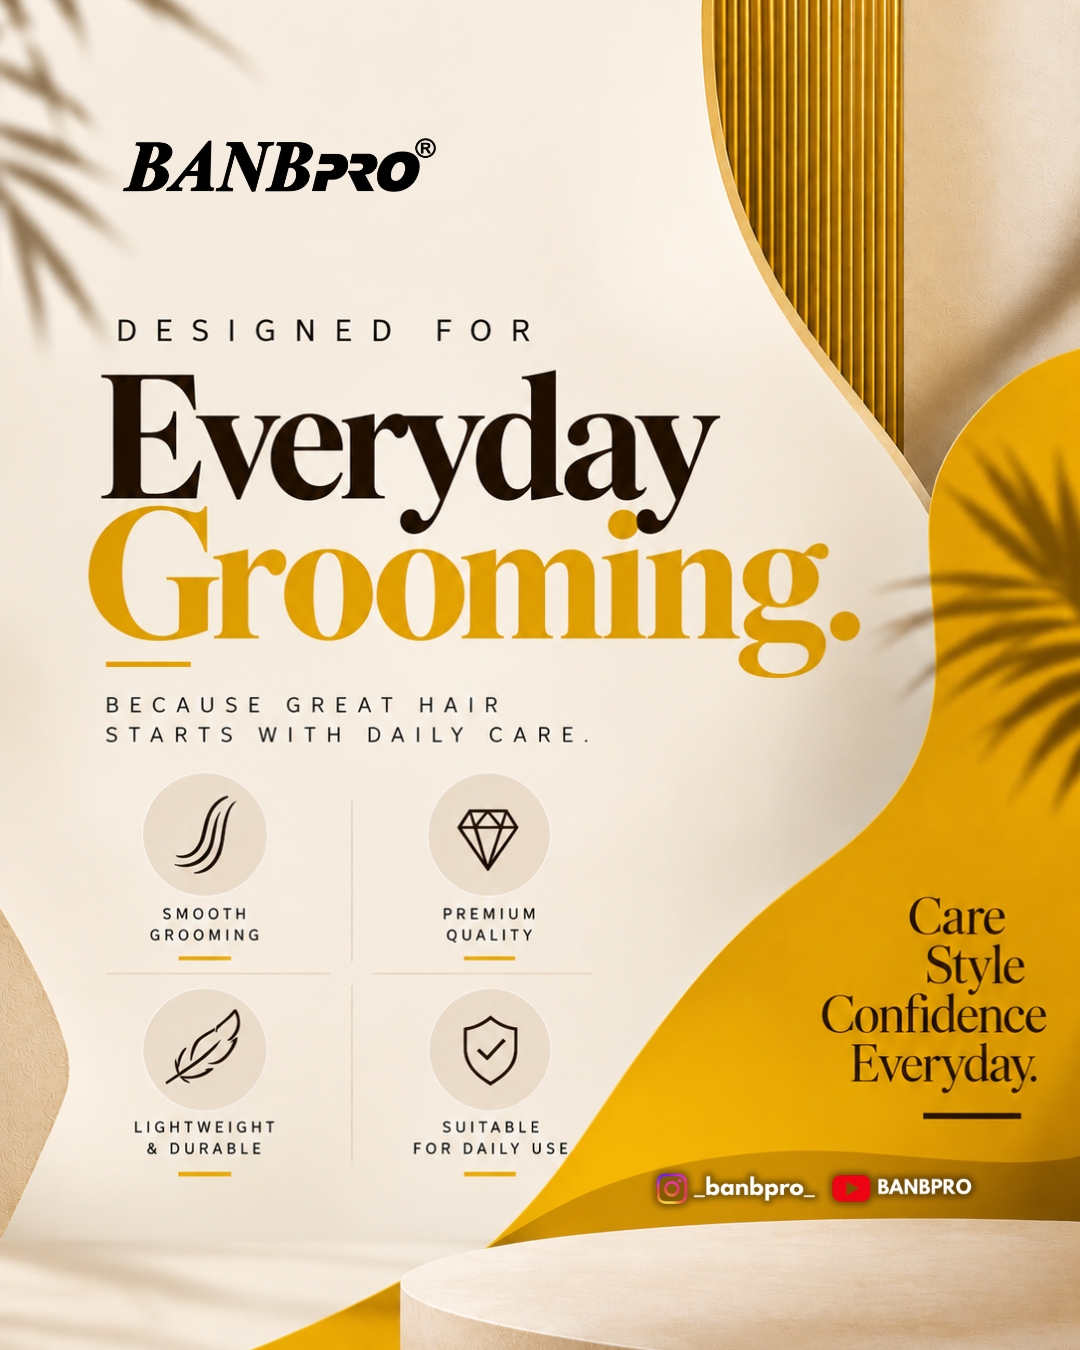 BANBPRO®
DESIGNED FOR
Everyday
Grooming.
BECAUSE GREAT HAIR
STARTS WITH DAILY CARE.
SMOOTH
GROOMING
PREMIUM
QUALITY
LIGHTWEIGHT
& DURABLE
SUITABLE
FOR DAILY USE
Care
Style
Confidence
Everyday.
_banbpro_ BANBPRO